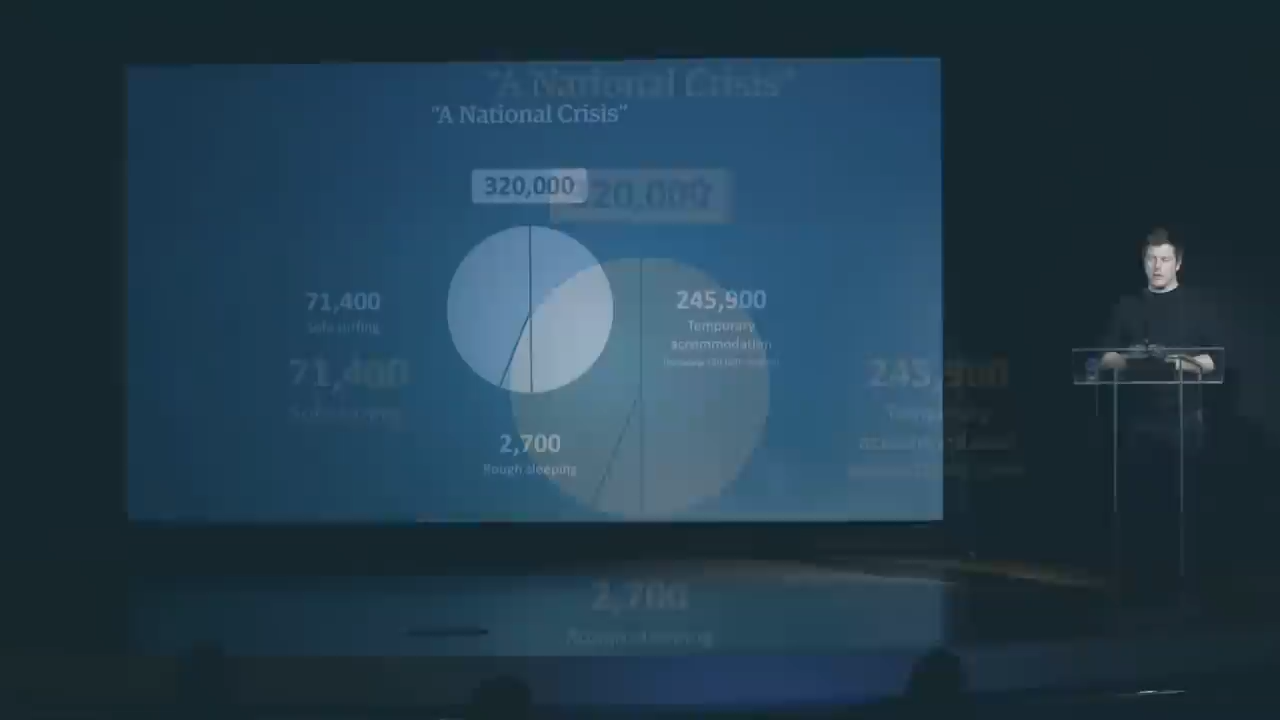 "A National Crisis"
320,000
71,400
Sofa surfing
245,900
Temporary
accommodation
2,700
Rough sleeping